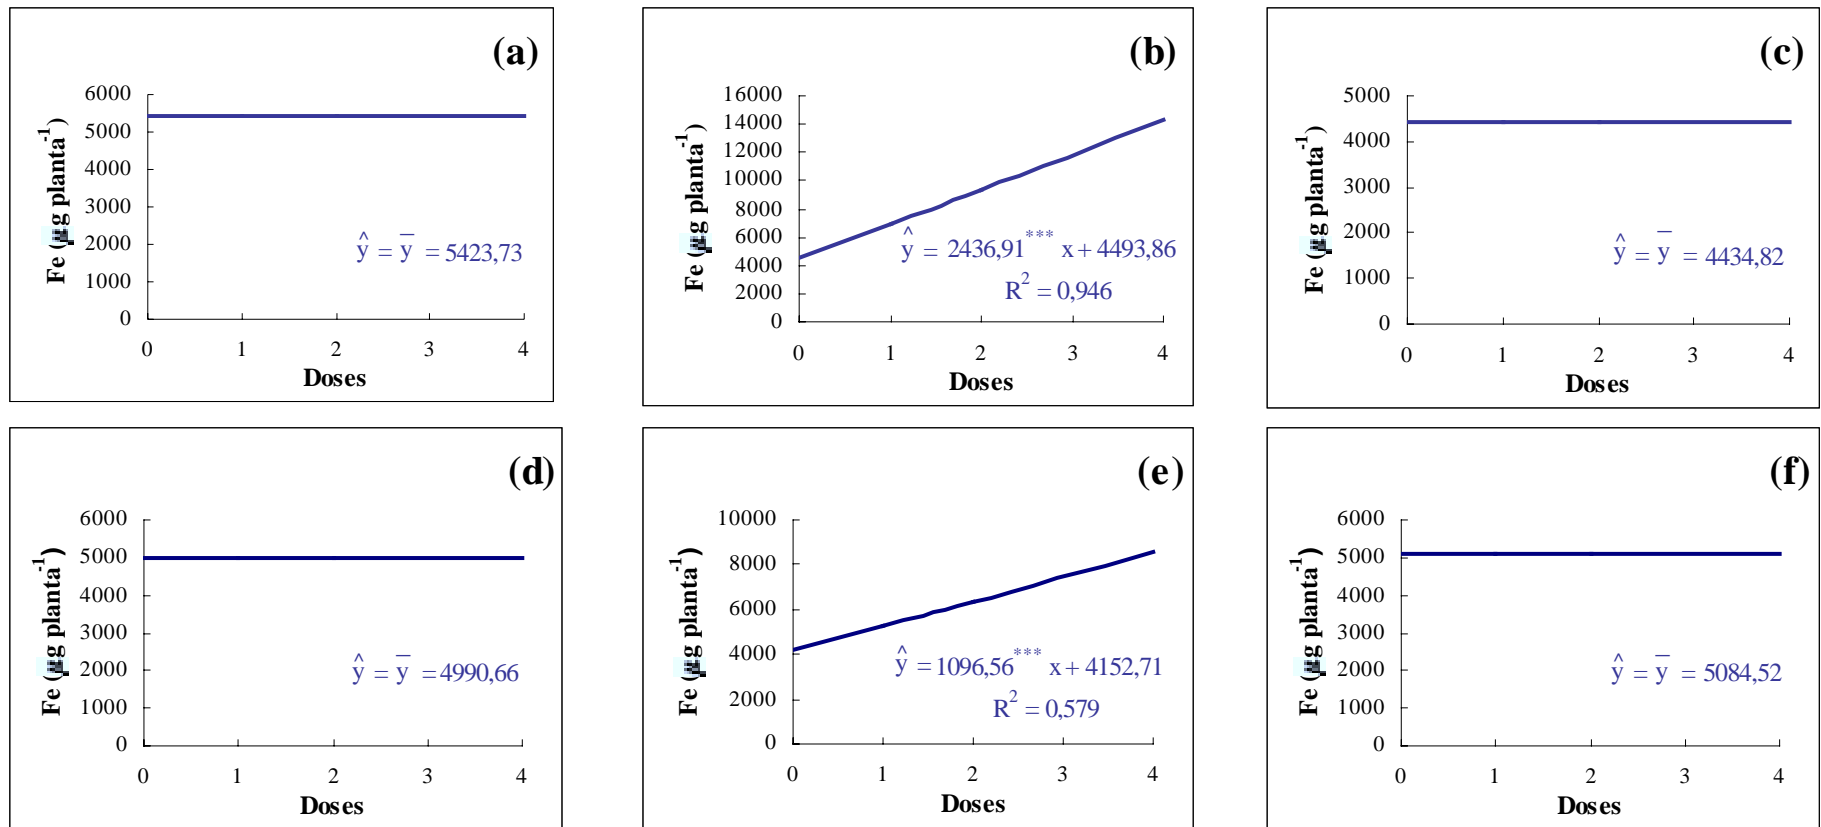 (a)
Fe (µg planta⁻¹)
6000
5000
4000
3000
2000
1000
0
ŷ = y̅ = 5423,73
0 1 2 3 4
Doses
(b)
Fe (µg planta⁻¹)
16000
14000
12000
10000
8000
6000
4000
2000
0
ŷ = 2436,91*** x + 4493,86
R² = 0,946
0 1 2 3 4
Doses
(c)
Fe (µg planta⁻¹)
5000
4000
3000
2000
1000
0
ŷ = y̅ = 4434,82
0 1 2 3 4
Doses
(d)
Fe (µg planta⁻¹)
6000
5000
4000
3000
2000
1000
0
ŷ = y̅ = 4990,66
0 1 2 3 4
Doses
(e)
Fe (µg planta⁻¹)
10000
8000
6000
4000
2000
0
ŷ = 1096,56*** x + 4152,71
R² = 0,579
0 1 2 3 4
Doses
(f)
Fe (µg planta⁻¹)
6000
5000
4000
3000
2000
1000
0
ŷ = y̅ = 5084,52
0 1 2 3 4
Doses